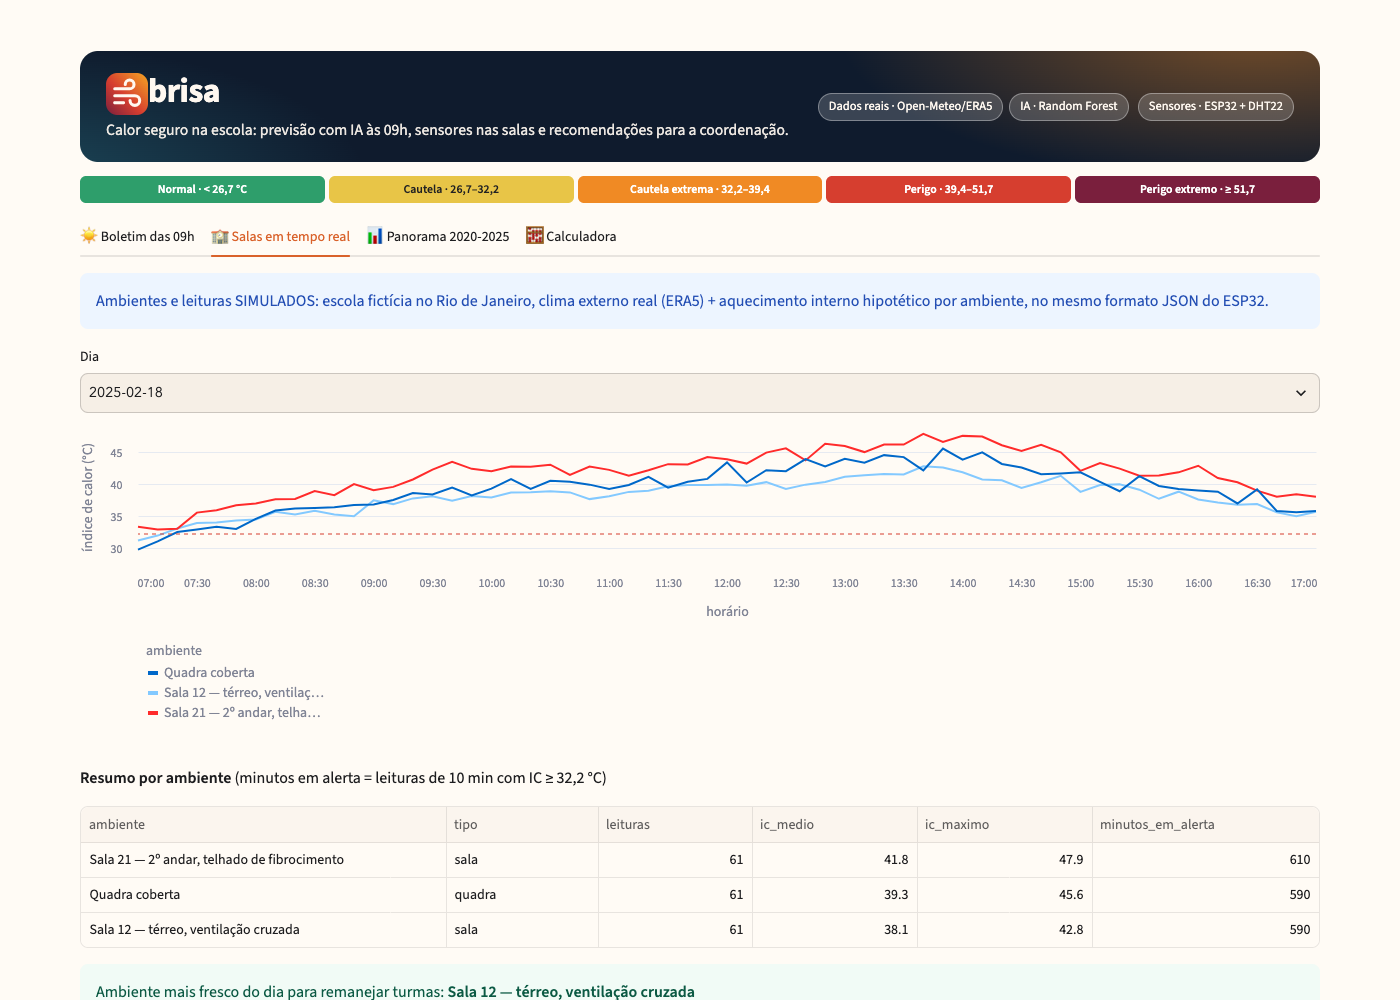 brisa
Calor seguro na escola: previsão com IA às 09h, sensores nas salas e recomendações para a coordenação.
Dados reais · Open-Meteo/ERA5
IA · Random Forest
Sensores · ESP32 + DHT22
Normal · < 26,7 °C
Cautela · 26,7–32,2
Cautela extrema · 32,2–39,4
Perigo · 39,4–51,7
Perigo extremo · ≥ 51,7
Boletim das 09h
Salas em tempo real
Panorama 2020-2025
Calculadora
Ambientes e leituras SIMULADOS: escola fictícia no Rio de Janeiro, clima externo real (ERA5) + aquecimento interno hipotético por ambiente, no mesmo formato JSON do ESP32.
Dia
2025-02-18
índice de calor (°C)
45
40
35
30
07:00 07:30 08:00 08:30 09:00 09:30 10:00 10:30 11:00 11:30 12:00 12:30 13:00 13:30 14:00 14:30 15:00 15:30 16:00 16:30 17:00
horário
ambiente
Quadra coberta
Sala 12 — térreo, ventilaç…
Sala 21 — 2º andar, telha…
Resumo por ambiente (minutos em alerta = leituras de 10 min com IC ≥ 32,2 °C)
ambiente tipo leituras ic_medio ic_maximo minutos_em_alerta
Sala 21 — 2º andar, telhado de fibrocimento sala 61 41.8 47.9 610
Quadra coberta quadra 61 39.3 45.6 590
Sala 12 — térreo, ventilação cruzada sala 61 38.1 42.8 590
Ambiente mais fresco do dia para remanejar turmas: Sala 12 — térreo, ventilação cruzada